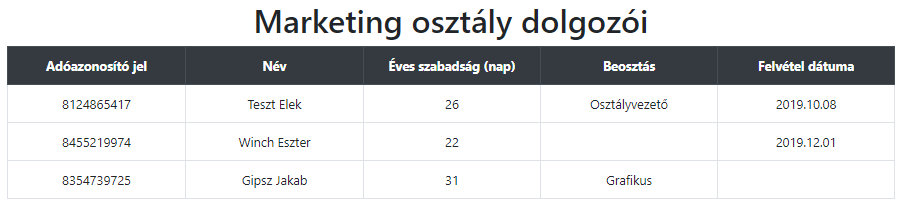 Marketing osztály dolgozói
Adóazonosító jel Név Éves szabadság (nap) Beosztás Felvétel dátuma
8124865417 Teszt Elek 26 Osztályvezető 2019.10.08
8455219974 Winch Eszter 22 2019.12.01
8354739725 Gipsz Jakab 31 Grafikus